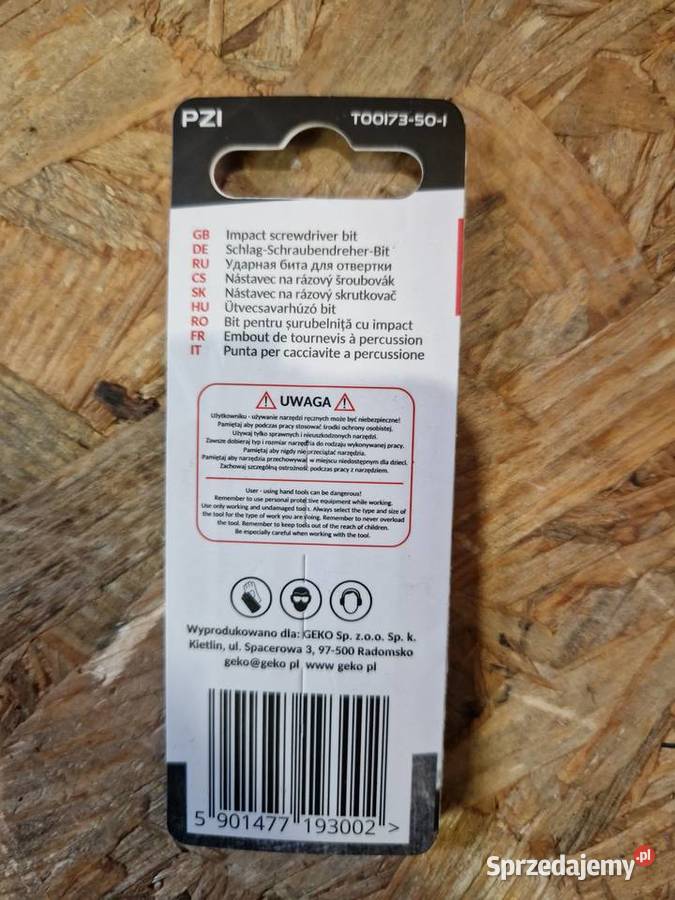 PZ1 T00173-50-1
GB Impact screwdriver bit
DE Schlag-Schraubendreher-Bit
RU Ударная бита для отвертки
CS Nástavec na rázový šroubovák
SK Nástavec na rázový skrutkovač
HU Ütvecsavarhúzó bit
RO Bit pentru șurubelniță cu impact
FR Embout de tournevis à percussion
IT Punta per cacciavite a percussione
UWAGA
Użytkowniku - używanie narzędzi ręcznych może być niebezpieczne!
Pamiętaj aby podczas pracy stosować środki ochrony osobistej.
Używaj tylko sprawnych i nieuszkodzonych narzędzi.
Zawsze dobieraj typ i rozmiar narzędzia do rodzaju wykonywanej pracy.
Pamiętaj aby nigdy nie przeciążać narzędzia.
Pamiętaj aby narzędzia przechowywać w miejscu niedostępnym dla dzieci.
Zachowaj szczególną ostrożność podczas pracy z narzędziem.
User - using hand tools can be dangerous!
Remember to use personal protective equipment while working.
Use only working and undamaged tools. Always select the type and size of
the tool for the type of work you are doing. Remember to never overload
the tool. Remember to keep tools out of the reach of children.
Be especially careful when working with the tool.
Wyprodukowano dla: GEKO Sp. z.o.o. Sp. k.
Kietlin, ul. Spacerowa 3, 97-500 Radomsko
geko@geko pl www geko pl
5 901477 193002 >
Sprzedajemy.pl